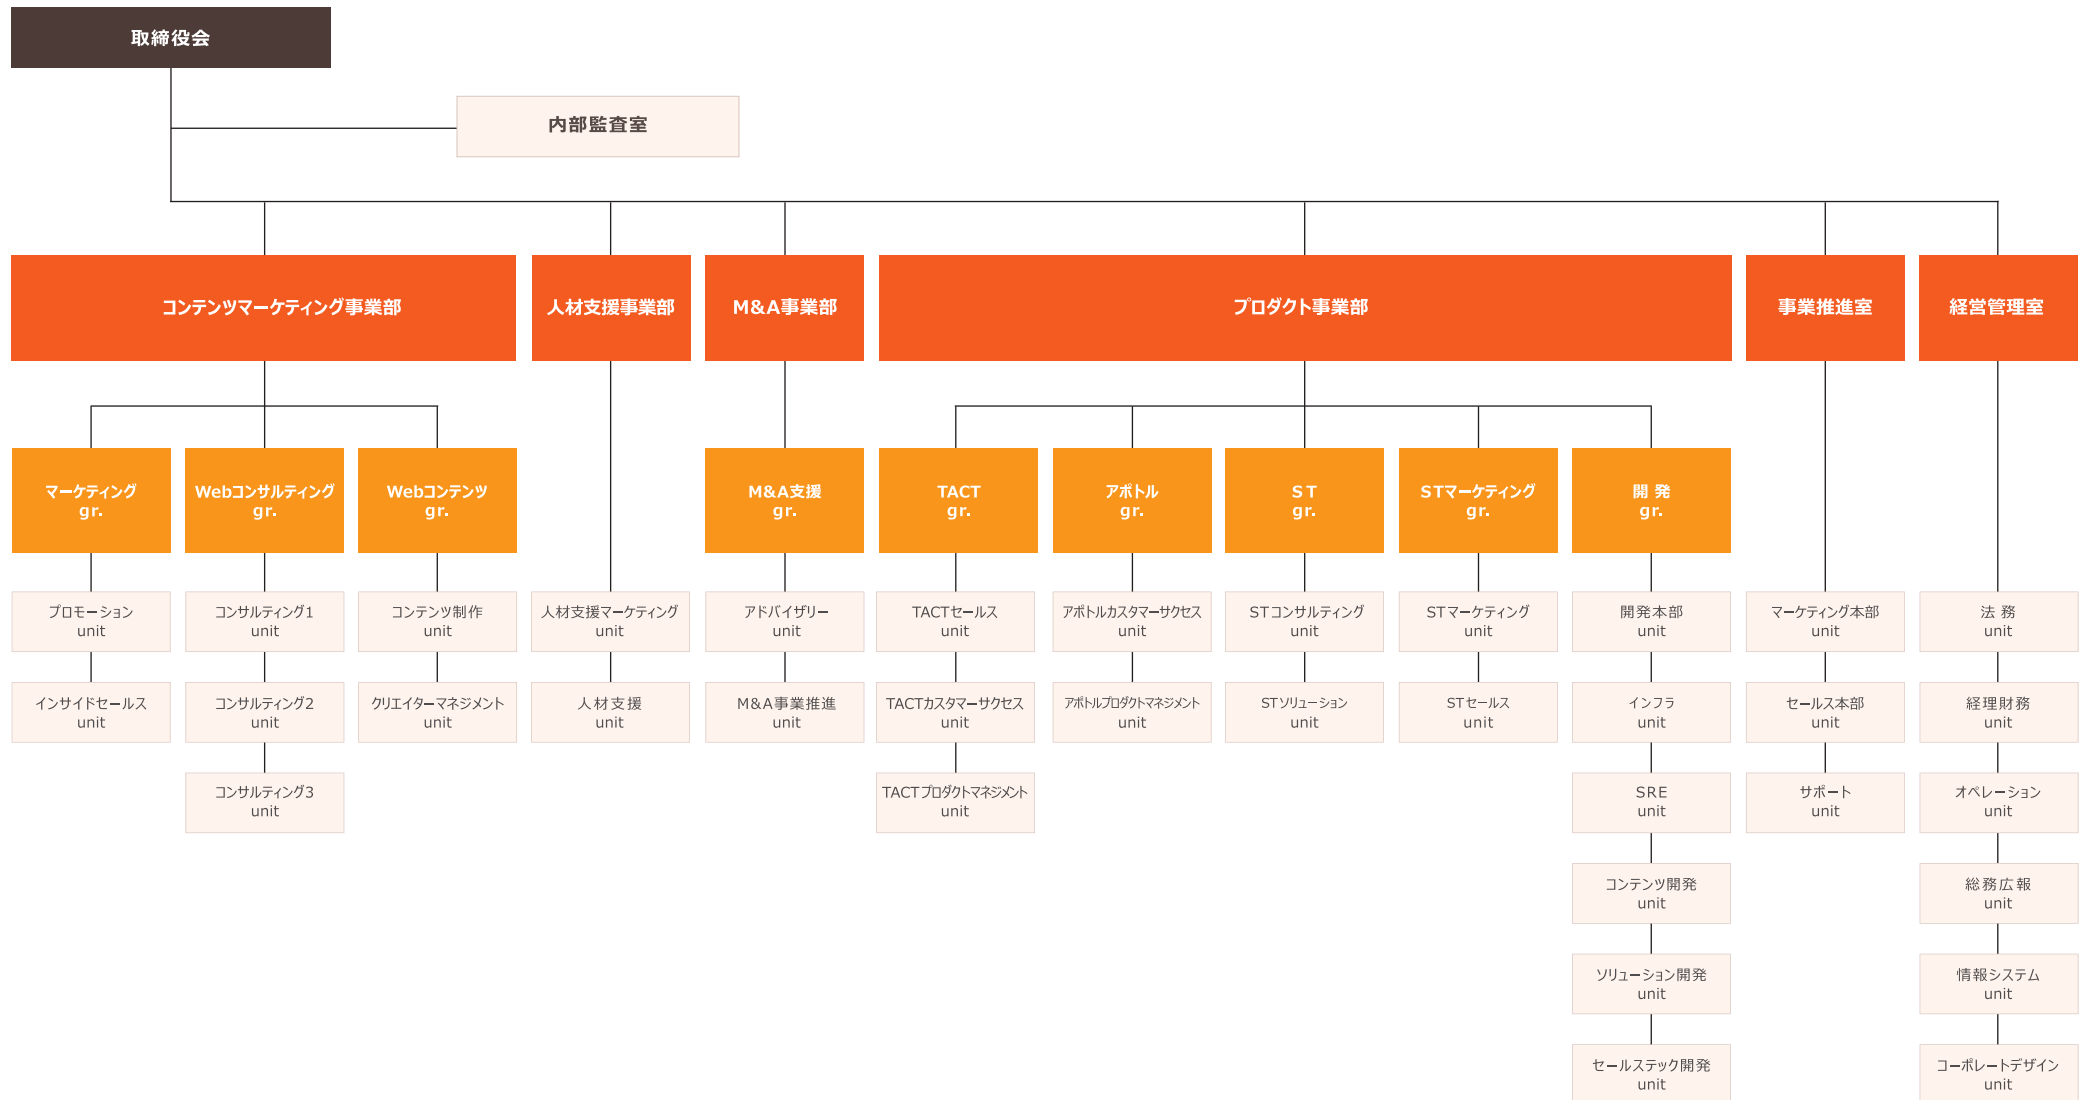 取締役会
内部監査室
コンテンツマーケティング事業部
人材支援事業部
M&A事業部
プロダクト事業部
事業推進室
経営管理室
マーケティング
gr.
Webコンサルティング
gr.
Webコンテンツ
gr.
M&A支援
gr.
TACT
gr.
アポトル
gr.
ST
gr.
STマーケティング
gr.
開発
gr.
プロモーション
unit
コンサルティング1
unit
コンテンツ制作
unit
人材支援マーケティング
unit
アドバイザリー
unit
TACTセールス
unit
アポトルカスタマーサクセス
unit
STコンサルティング
unit
STマーケティング
unit
開発本部
unit
マーケティング本部
unit
法務
unit
インサイドセールス
unit
コンサルティング2
unit
クリエイターマネジメント
unit
人材支援
unit
M&A事業推進
unit
TACTカスタマーサクセス
unit
アポトルプロダクトマネジメント
unit
STソリューション
unit
STセールス
unit
インフラ
unit
セールス本部
unit
経理財務
unit
コンサルティング3
unit
TACTプロダクトマネジメント
unit
SRE
unit
サポート
unit
オペレーション
unit
コンテンツ開発
unit
総務広報
unit
ソリューション開発
unit
情報システム
unit
セールステック開発
unit
コーポレートデザイン
unit